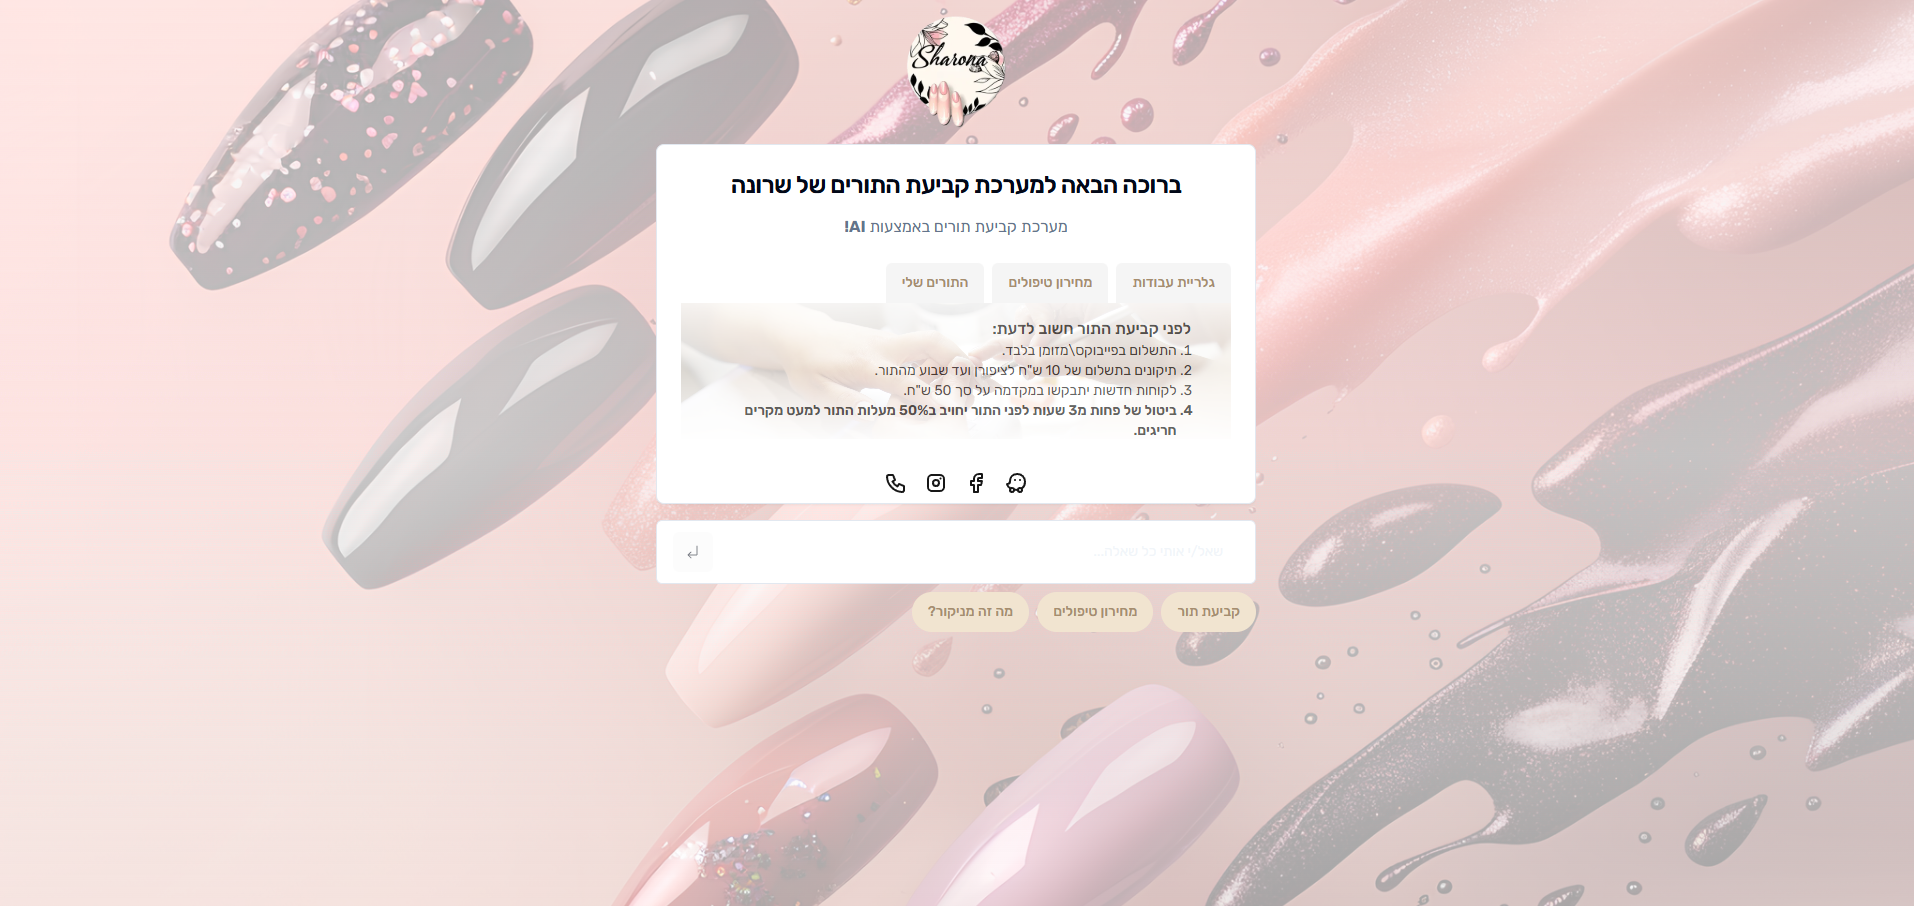 Sharona
ברוכה הבאה למערכת קביעת התורים של שרונה
מערכת קביעת תורים באמצעות AI!
גלריית עבודות
מחירון טיפולים
התורים שלי
לפני קביעת התור חשוב לדעת:
1. התשלום בפייבוקס\מזומן בלבד.
2. תיקונים בתשלום של 10 ש"ח לציפורן ועד שבוע מהתור.
3. לקוחות חדשות יתבקשו במקדמה על סך 50 ש"ח.
4. ביטול של פחות מ3 שעות לפני התור יחויב ב50% מעלות התור למעט מקרים
חריגים.
שאל/י אותי כל שאלה...
קביעת תור
מחירון טיפולים
מה זה מניקור?